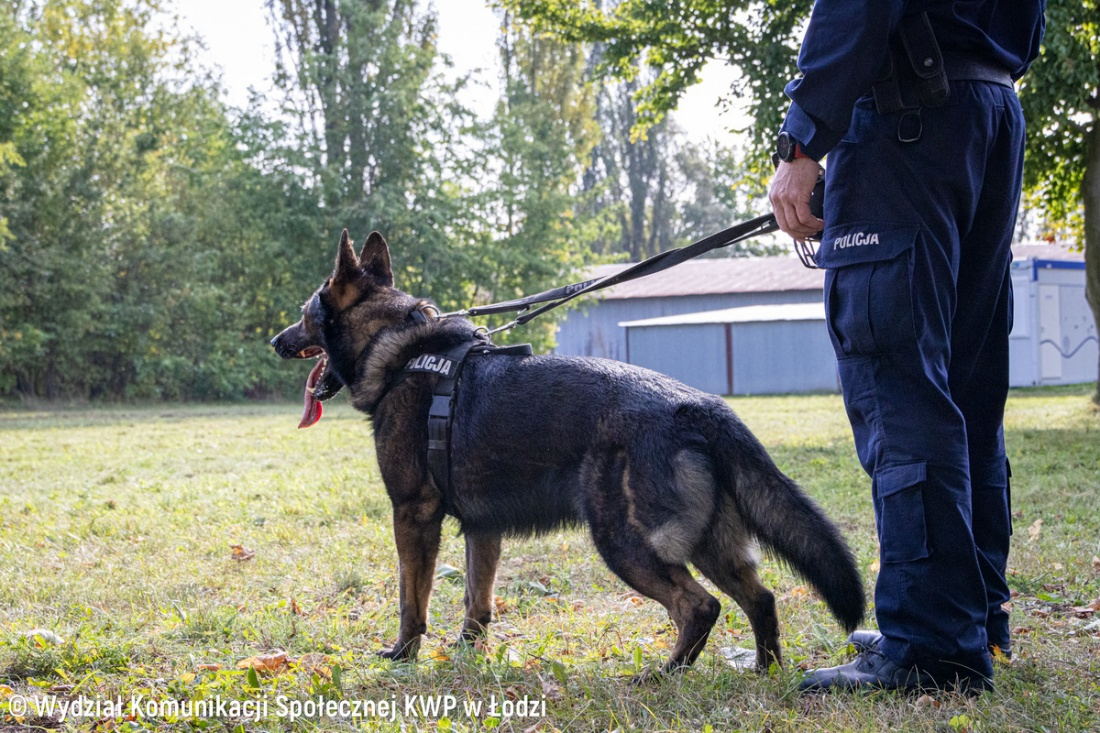 POLICJA
POLICJA
© Wydział Komunikacji Społecznej KWP w Łodzi